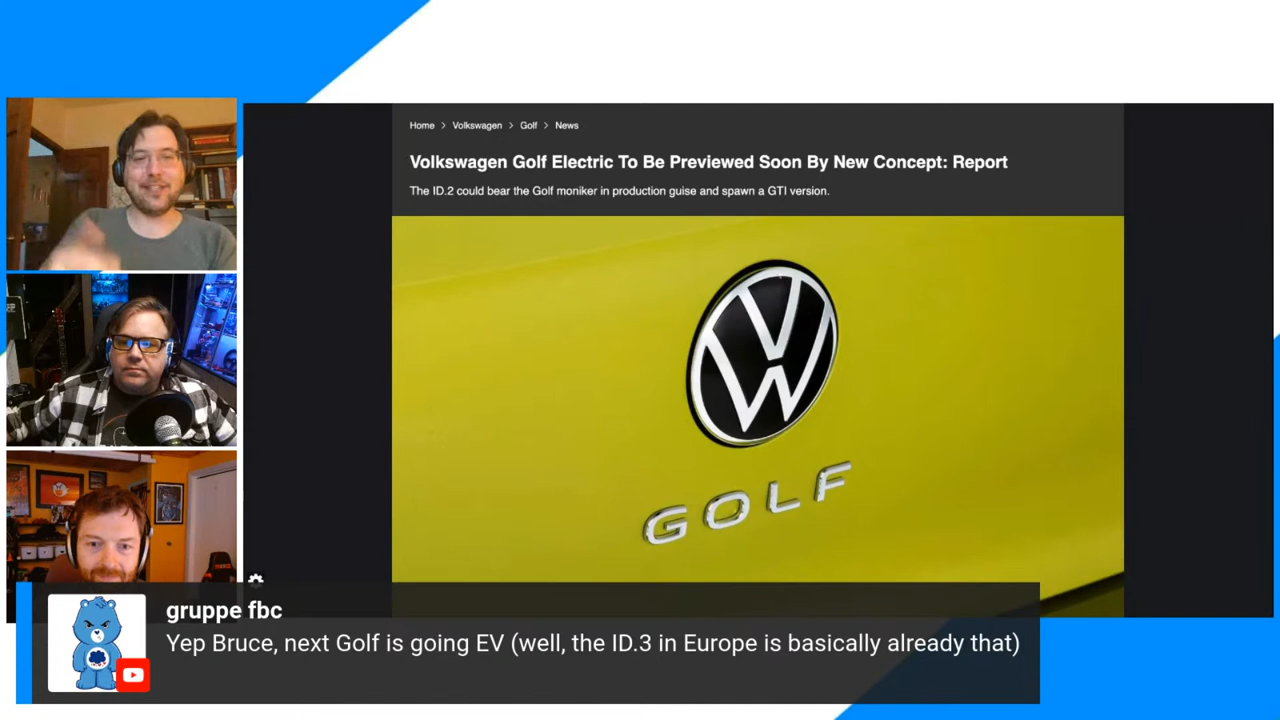 Home > Volkswagen > Golf > News
Volkswagen Golf Electric To Be Previewed Soon By New Concept: Report
The ID.2 could bear the Golf moniker in production guise and spawn a GTI version.
GOLF
gruppe fbc
Yep Bruce, next Golf is going EV (well, the ID.3 in Europe is basically already that)